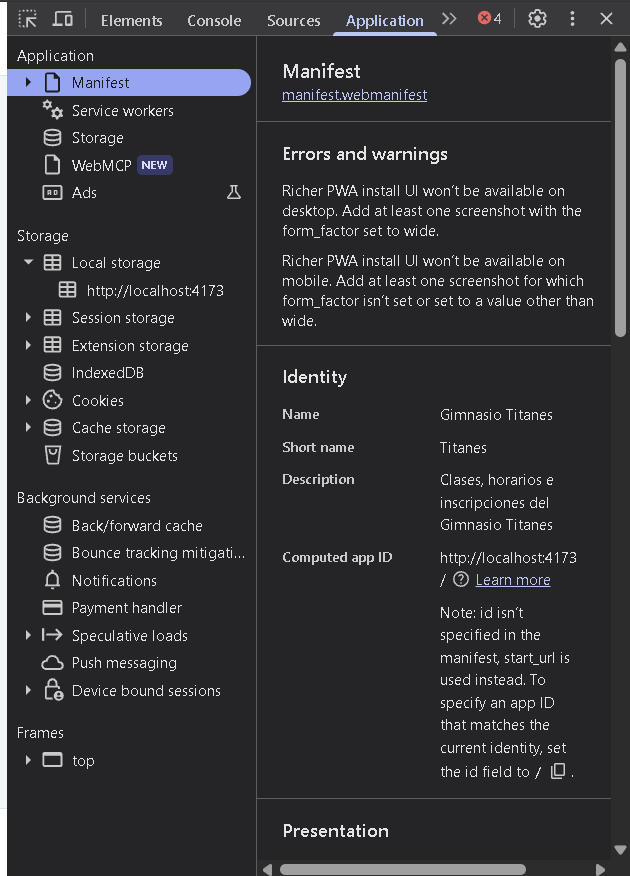 Elements
Console
Sources
Application
4
Application
Manifest
Service workers
Storage
WebMCP NEW
Ads
Storage
Local storage
http://localhost:4173
Session storage
Extension storage
IndexedDB
Cookies
Cache storage
Storage buckets
Background services
Back/forward cache
Bounce tracking mitigati...
Notifications
Payment handler
Speculative loads
Push messaging
Device bound sessions
Frames
top
Manifest
manifest.webmanifest
Errors and warnings
Richer PWA install UI won’t be available on
desktop. Add at least one screenshot with the
form_factor set to wide.
Richer PWA install UI won’t be available on
mobile. Add at least one screenshot for which
form_factor isn’t set or set to a value other than
wide.
Identity
Name
Gimnasio Titanes
Short name
Titanes
Description
Clases, horarios e
inscripciones del
Gimnasio Titanes
Computed app ID
http://localhost:4173
/ Learn more
Note: id isn’t
specified in the
manifest, start_url is
used instead. To
specify an app ID
that matches the
current identity, set
the id field to / .
Presentation